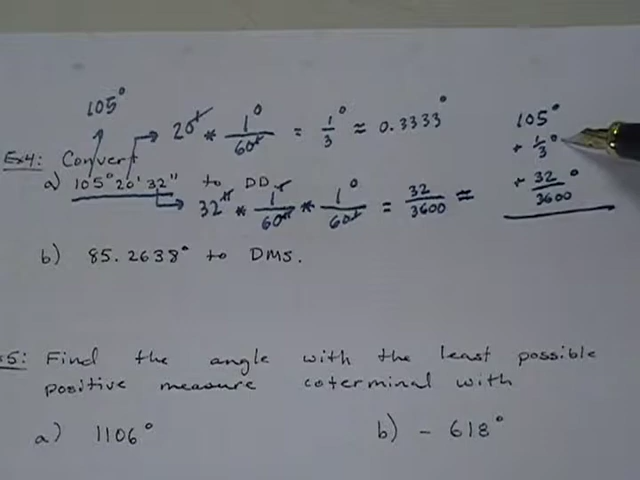 105°
20' * 1° / 60' = 1/3° ≈ 0.3333°
Ex4: Convert
a) 105° 20' 32" to DD
32" * 1' / 60" * 1° / 60' = 32/3600 ≈
105°
+ 1/3°
+ 32/3600°
b) 85.2638° to DMS.
5: Find the angle with the least possible
positive measure coterminal with
a) 1106°
b) - 618°